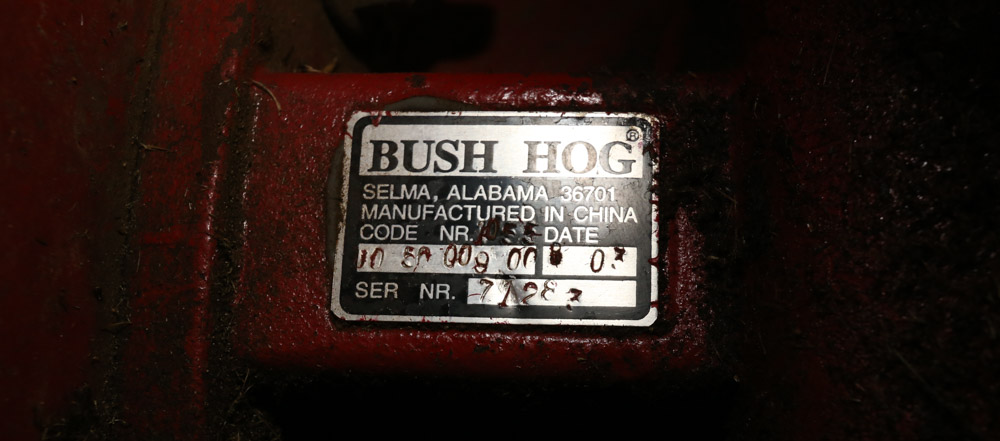 BUSH HOG®
SELMA, ALABAMA 36701
MANUFACTURED IN CHINA
CODE NR. DATE
SER NR.